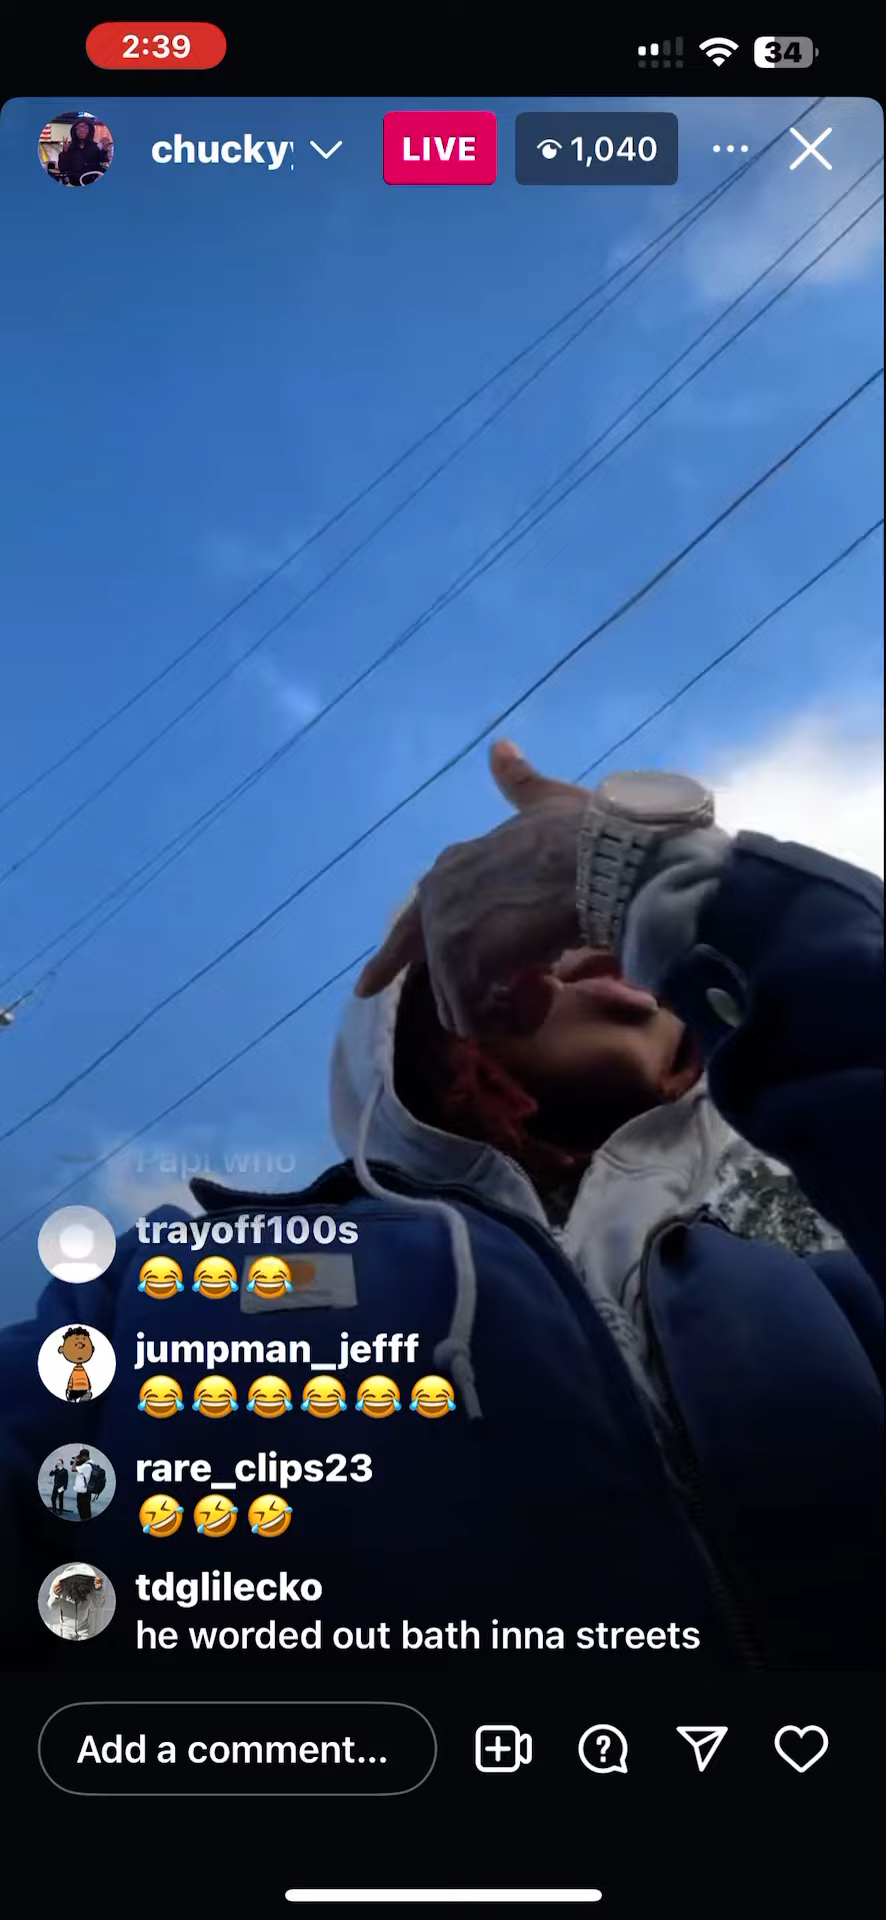 2:39
34
chucky
LIVE
1,040
Papi who
trayoff100s
😂😂😂
jumpman_jefff
😂😂😂😂😂😂
rare_clips23
🤣🤣🤣
tdglilecko
he worded out bath inna streets
Add a comment...